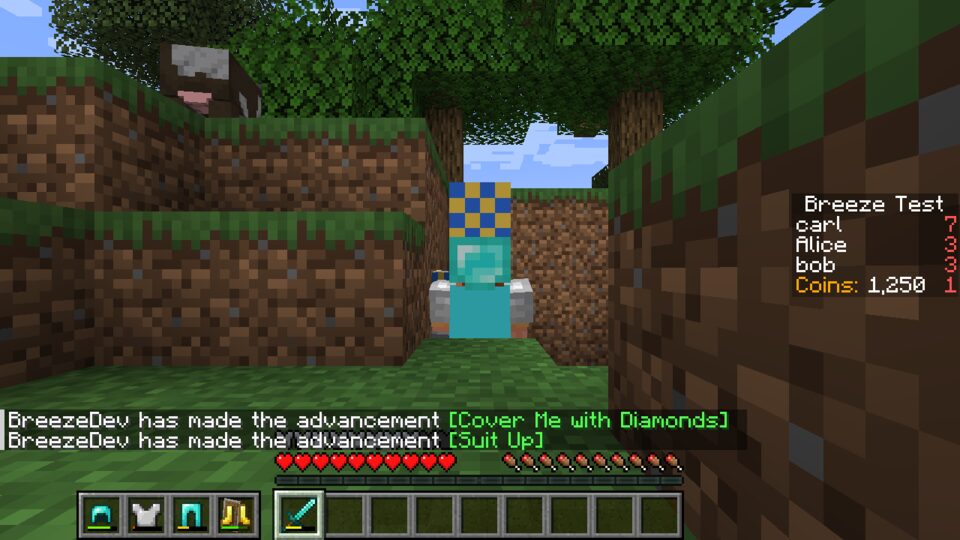 Breeze Test
carl 7
Alice 3
bob 3
Coins: 1,250 1
BreezeDev has made the advancement [Cover Me with Diamonds]
BreezeDev has made the advancement [Suit Up]